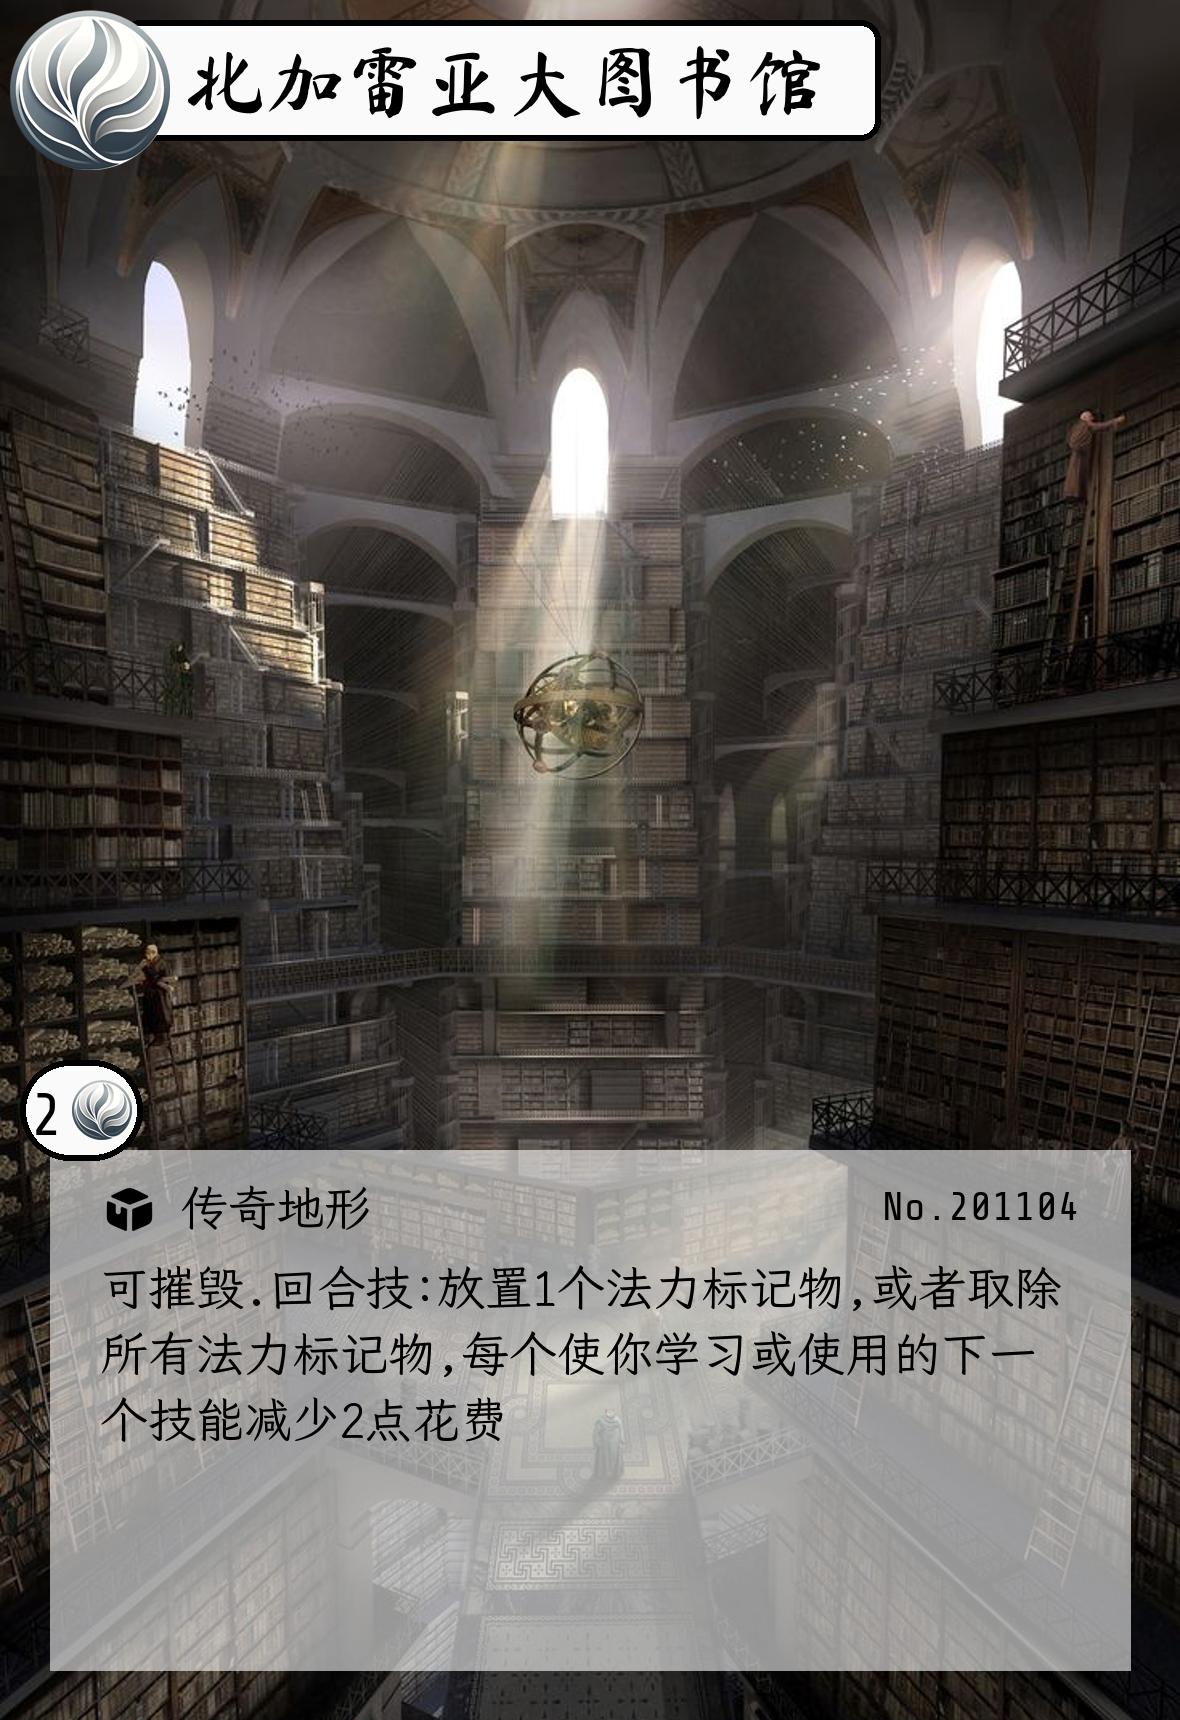 北加雷亚大图书馆
2
传奇地形
No.201104
可摧毁.回合技:放置1个法力标记物,或者取除
所有法力标记物,每个使你学习或使用的下一
个技能减少2点花费